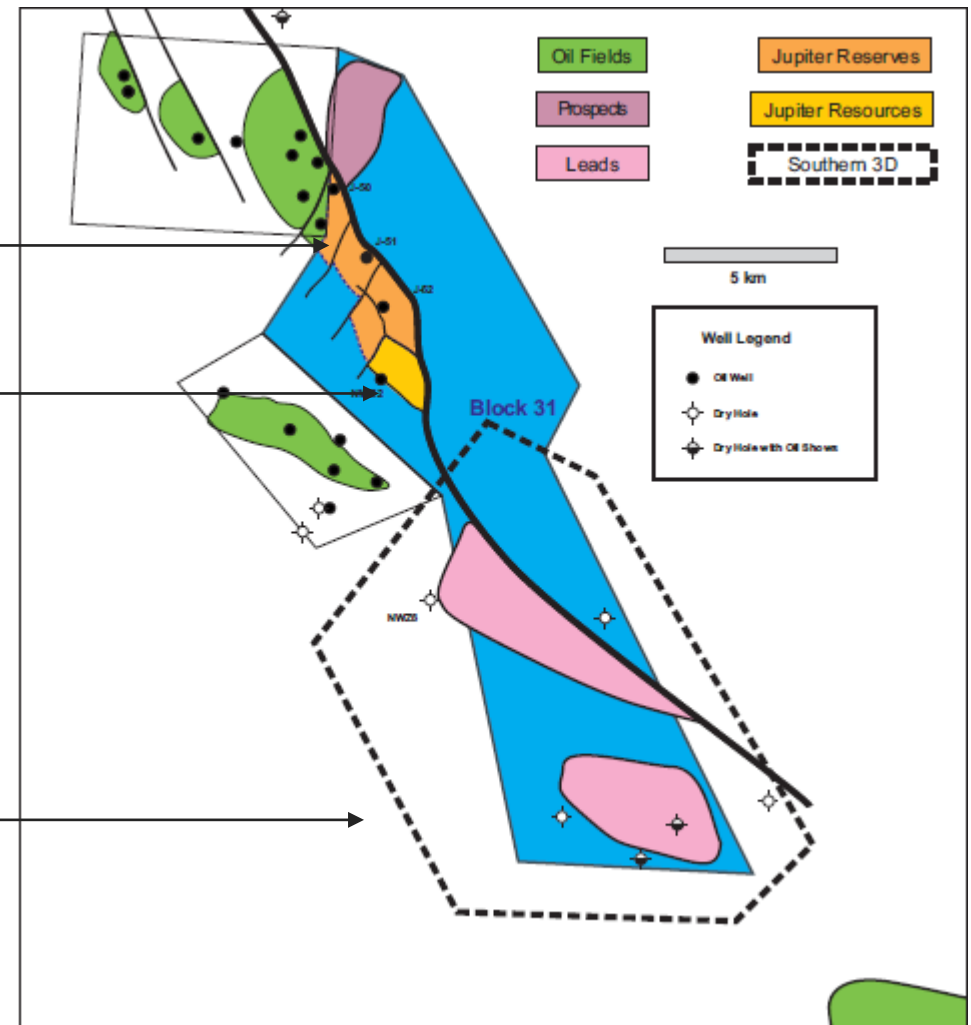 Oil Fields
Jupiter Reserves
Prospects
Jupiter Resources
Leads
Southern 3D
J-50
J-51
J-52
5 km
Well Legend
Oil Well
Dry Hole
Dry Hole with Oil Shows
Block 31
NWZ6